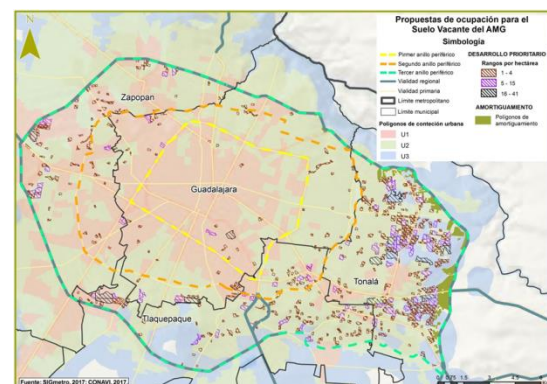 Propuestas de ocupación para el
Suelo Vacante del AMG
Simbología
Primer anillo periférico
Segundo anillo periférico
Tercer anillo periférico
Vialidad regional
Vialidad primaria
Límite metropolitano
Límite municipal
Polígonos de contención urbana
U1
U2
U3
DESARROLLO PRIORITARIO
Rangos por hectárea
1 - 4
5 - 15
16 - 41
AMORTIGUAMIENTO
Polígonos de
amortiguamiento
N
Zapopan
Guadalajara
Tonalá
Tlaquepaque
Fuente: SIGmetro, 2017; CONAVI, 2017